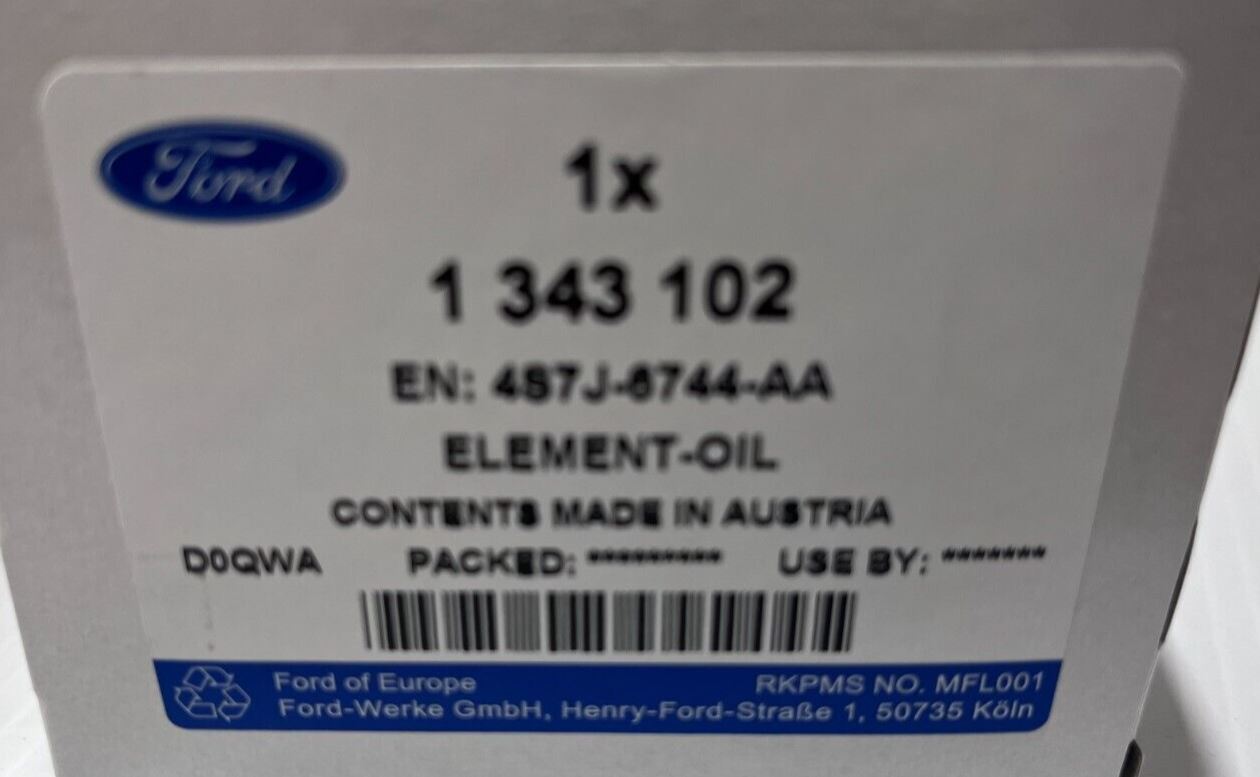 Ford
1x
1 343 102
EN: 4S7J-6744-AA
ELEMENT-OIL
CONTENTS MADE IN AUSTRIA
D0QWA PACKED: ********** USE BY: *******
Ford of Europe RKPMS NO. MFL001
Ford-Werke GmbH, Henry-Ford-Straße 1, 50735 Köln